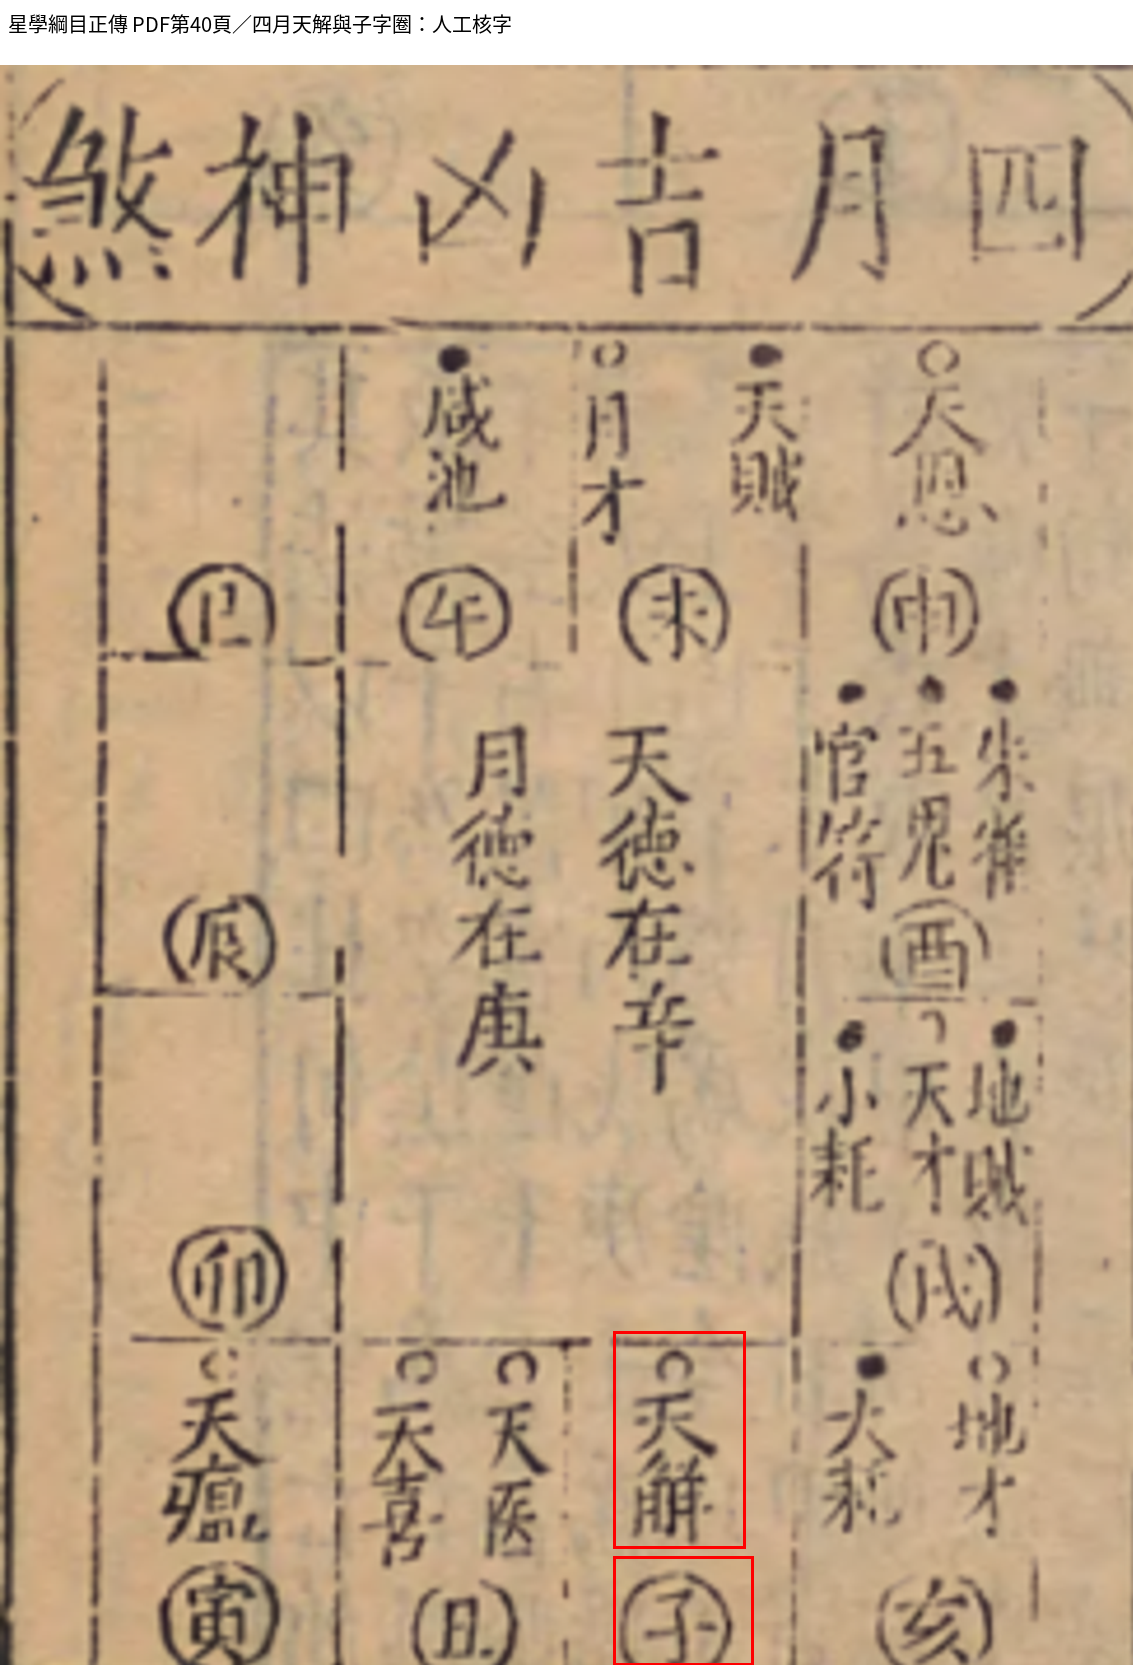 星學綱目正傳 PDF第40頁／四月天解與子字圈：人工核字
四月吉凶神煞
○天恩
申
●天賊
○月才
未
●咸池
午
巳
●朱雀
●五鬼
●官符
酉
天德在辛
月德在庚
辰
●地賊
天才
●小耗
戌
卯
○地才
●大耗
亥
○天解
子
○天医
○天喜
丑
○天瘟
寅